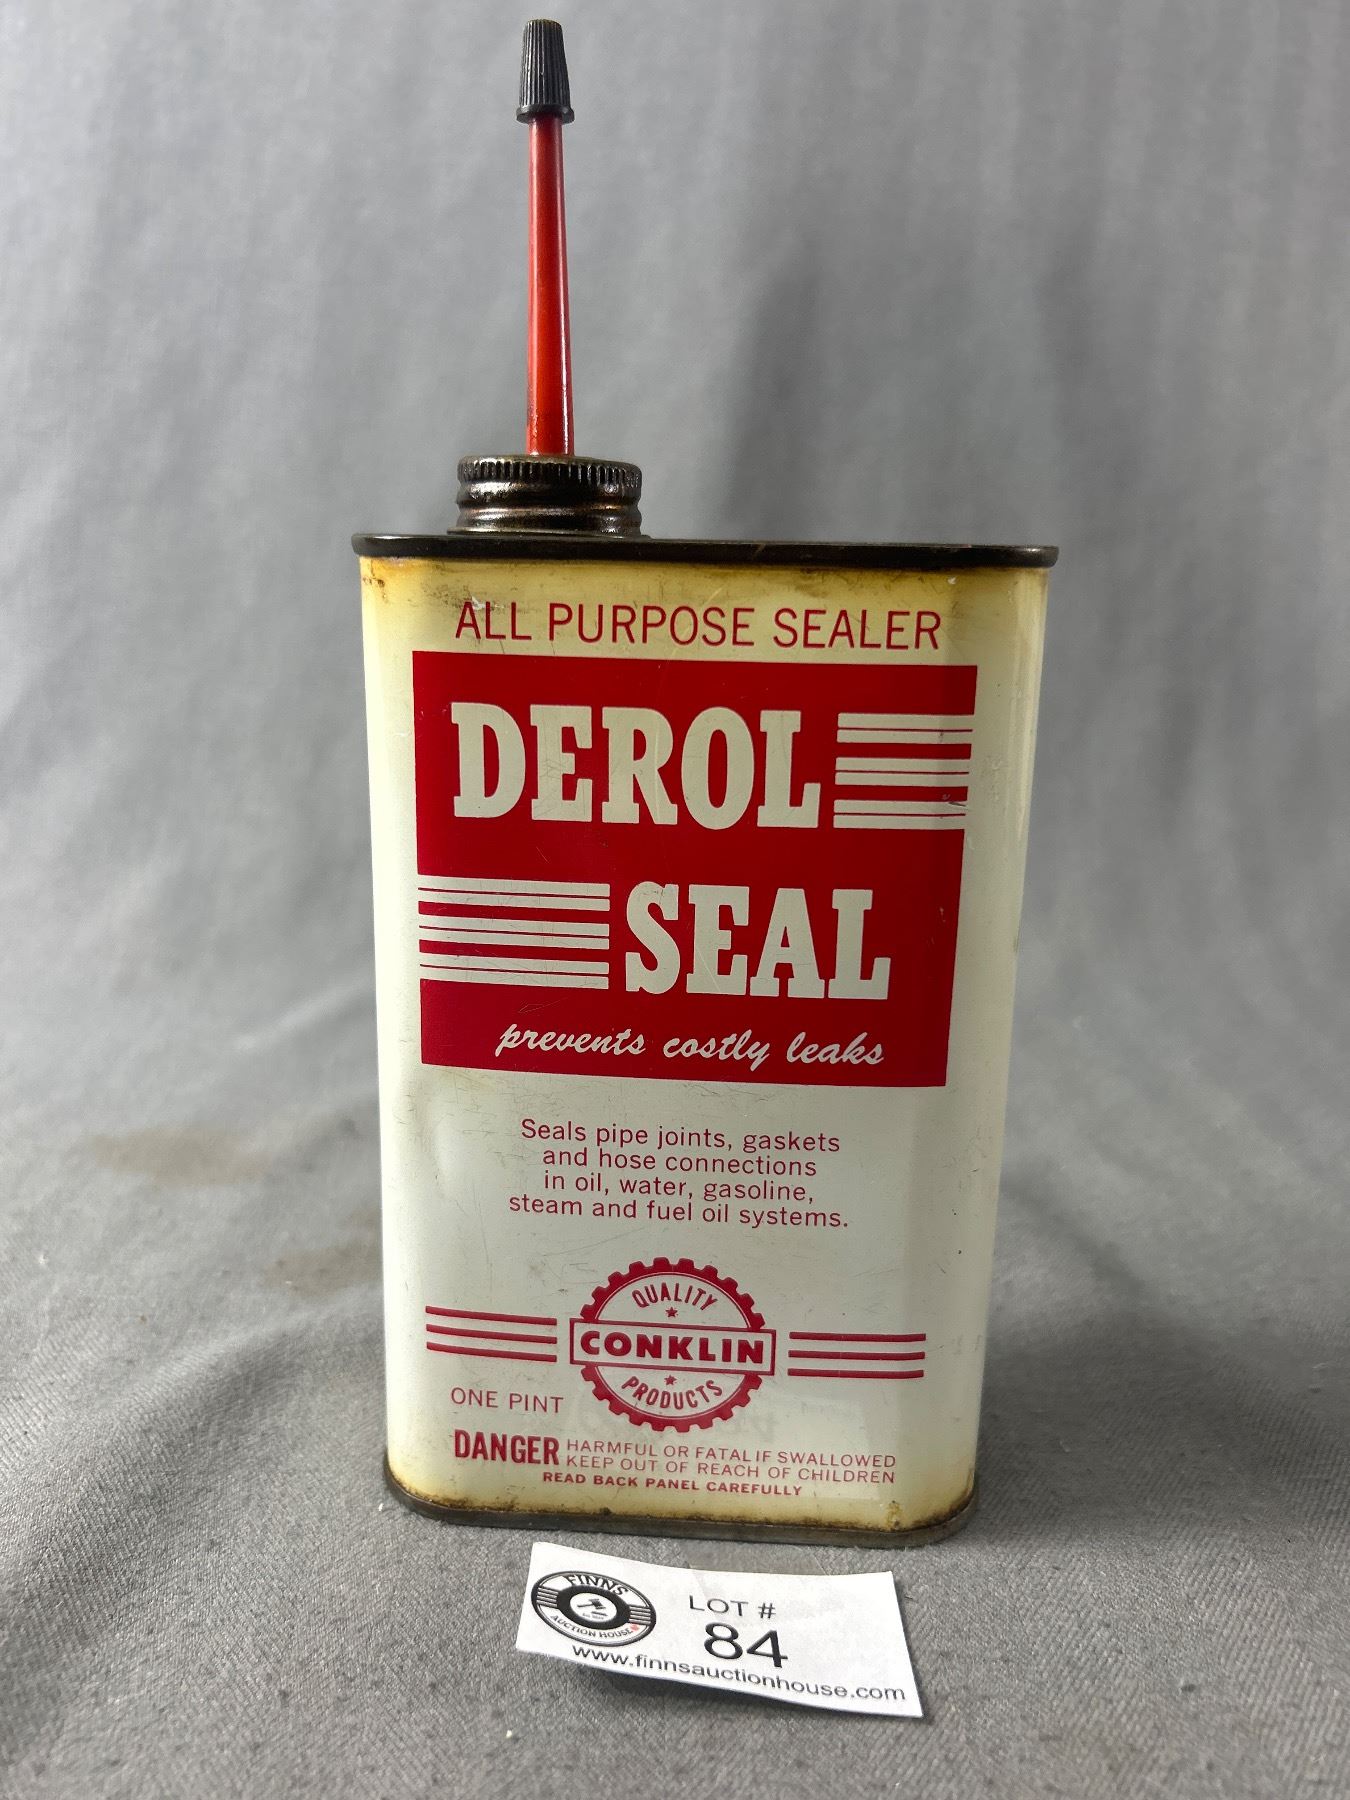 ALL PURPOSE SEALER
DEROL
SEAL
prevents costly leaks
Seals pipe joints, gaskets
and hose connections
in oil, water, gasoline,
steam and fuel oil systems.
QUALITY
CONKLIN
PRODUCTS
ONE PINT
DANGER HARMFUL OR FATAL IF SWALLOWED
KEEP OUT OF REACH OF CHILDREN
READ BACK PANEL CAREFULLY
FINNS
AUCTION HOUSE
LOT #
84
www.finnsauctionhouse.com